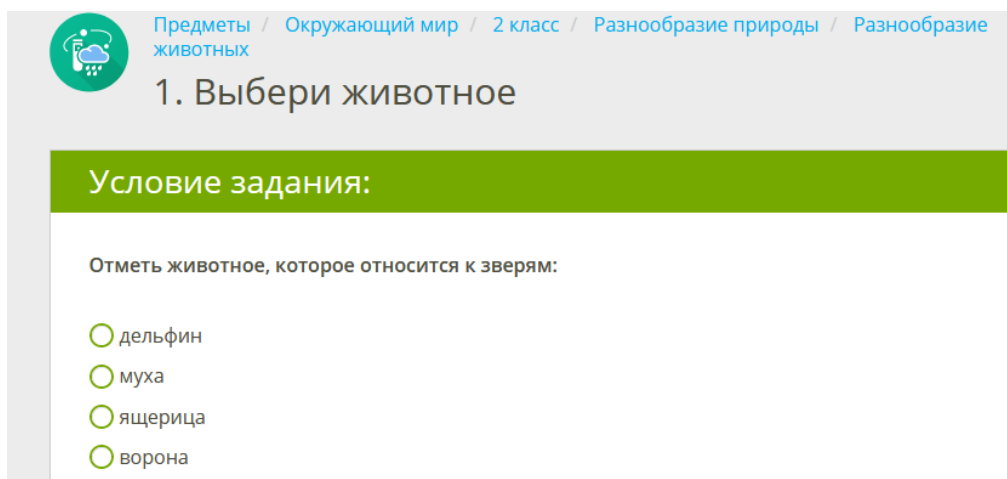 Предметы / Окружающий мир / 2 класс / Разнообразие природы / Разнообразие
животных
1. Выбери животное
Условие задания:
Отметь животное, которое относится к зверям:
дельфин
муха
ящерица
ворона